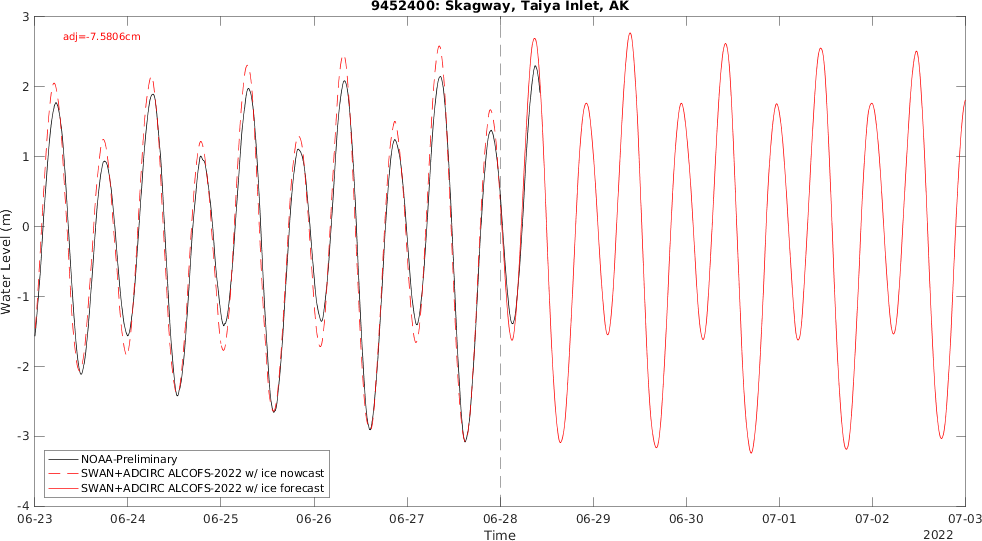 9452400: Skagway, Taiya Inlet, AK
adj=-7.5806cm
3
2
1
0
-1
-2
-3
-4
Water Level (m)
NOAA-Preliminary
SWAN+ADCIRC ALCOFS-2022 w/ ice nowcast
SWAN+ADCIRC ALCOFS-2022 w/ ice forecast
06-23 06-24 06-25 06-26 06-27 06-28 06-29 06-30 07-01 07-02 07-03
Time
2022